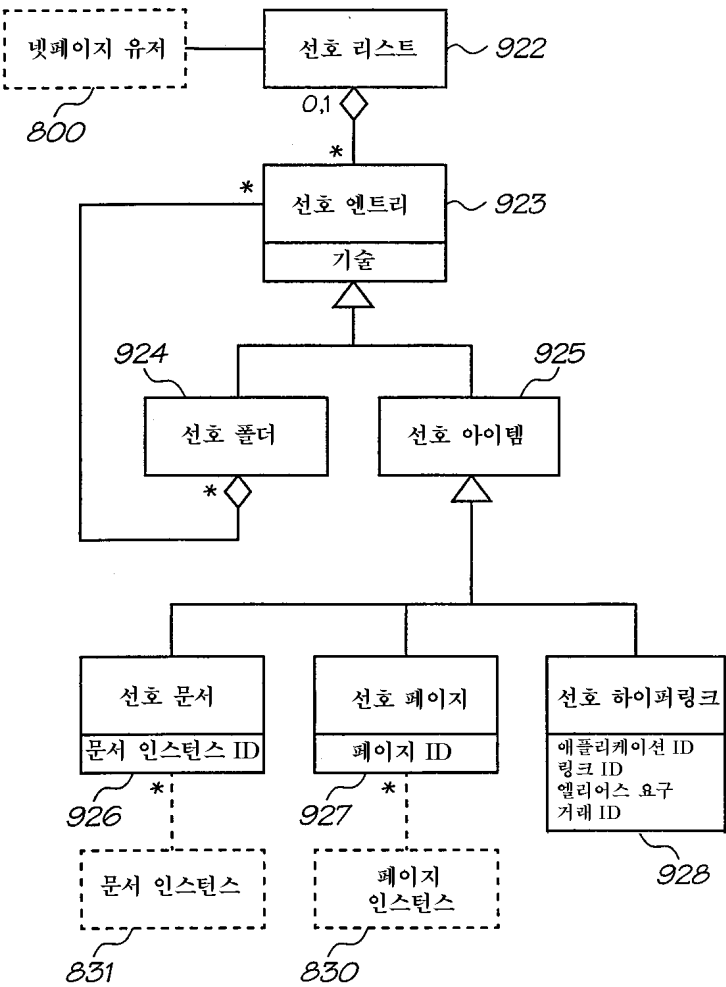 넷페이지 유저
선호 리스트
922
800
0,1
*
*
선호 엔트리
923
기술
924
925
선호 폴더
선호 아이템
*
선호 문서
선호 페이지
선호 하이퍼링크
문서 인스턴스 ID
페이지 ID
애플리케이션 ID
링크 ID
엘리어스 요구
거래 ID
926
*
927
*
928
문서 인스턴스
페이지
인스턴스
831
830